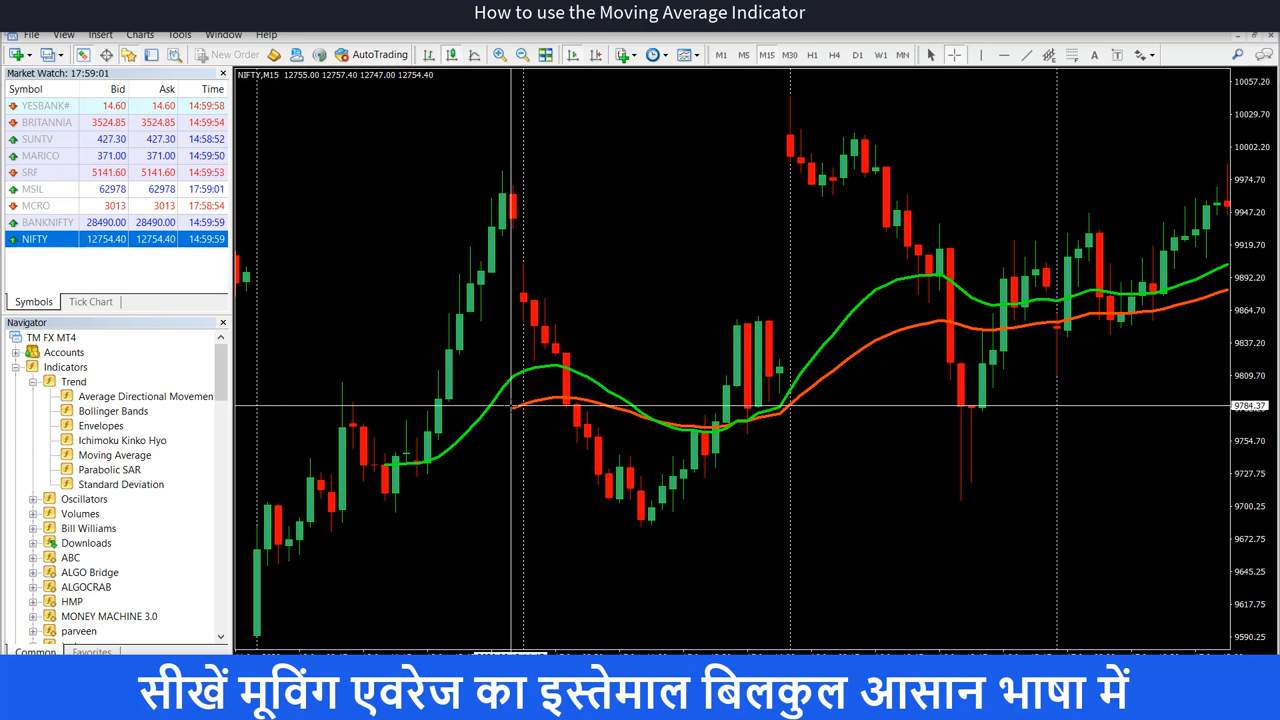 How to use the Moving Average Indicator
File View Insert Charts Tools Window Help
New Order AutoTrading M1 M5 M15 M30 H1 H4 D1 W1 MN A T
Market Watch: 17:59:01
Symbol Bid Ask Time
YESBANK# 14.60 14.60 14:59:58
BRITANNIA 3524.85 3524.85 14:59:54
SUNTV 427.30 427.30 14:58:52
MARICO 371.00 371.00 14:59:50
SRF 5141.60 5141.60 14:59:53
MSIL 62978 62978 17:59:01
MCRO 3013 3013 17:58:54
BANKNIFTY 28490.00 28490.00 14:59:59
NIFTY 12754.40 12754.40 14:59:59
Symbols Tick Chart
Navigator
TM FX MT4
Accounts
Indicators
Trend
Average Directional Movemen
Bollinger Bands
Envelopes
Ichimoku Kinko Hyo
Moving Average
Parabolic SAR
Standard Deviation
Oscillators
Volumes
Bill Williams
Downloads
ABC
ALGO Bridge
ALGOCRAB
HMP
MONEY MACHINE 3.0
parveen
Common Favorites
NIFTY,M15 12755.00 12757.40 12747.00 12754.40
10057.20
10029.70
10002.20
9974.70
9947.20
9919.70
9892.20
9864.70
9837.20
9809.70
9784.37
9754.70
9727.75
9700.25
9672.75
9645.25
9617.75
9590.25
सीखें मूविंग एवरेज का इस्तेमाल बिलकुल आसान भाषा में